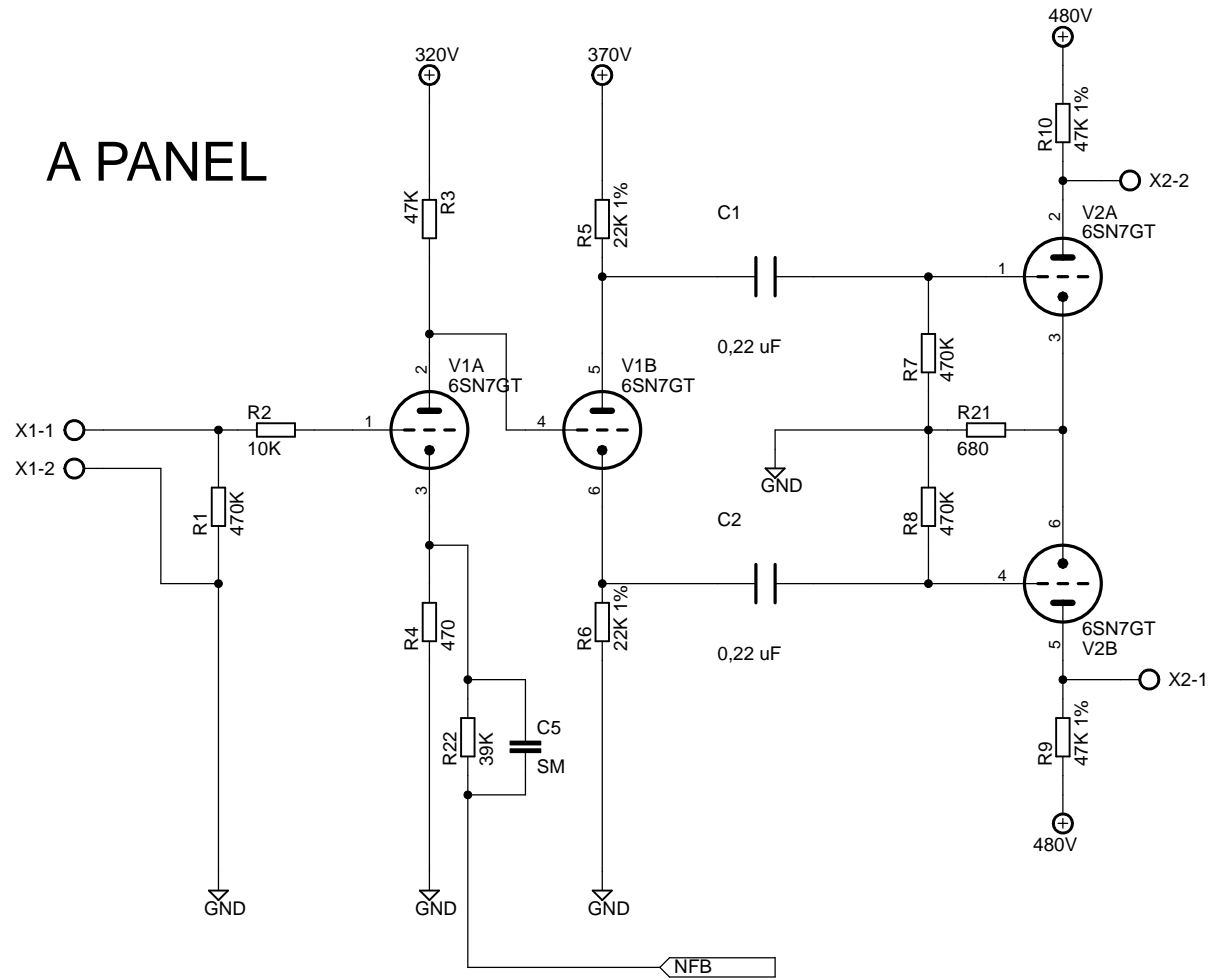 480V
320V
370V
R10
47K 1%
A PANEL
X2-2
47K
R3
R5
22K 1%
C1
2
V2A
6SN7GT
1
3
0,22 uF
R7
470K
2
V1A
6SN7GT
5
V1B
6SN7GT
X1-1
R2
10K
1
4
R21
680
X1-2
GND
3
6
R1
470K
C2
R8
470K
6
4
R4
470
R6
22K 1%
0,22 uF
6SN7GT
V2B
5
X2-1
R22
39K
C5
SM
R9
47K 1%
480V
GND
GND
GND
NFB